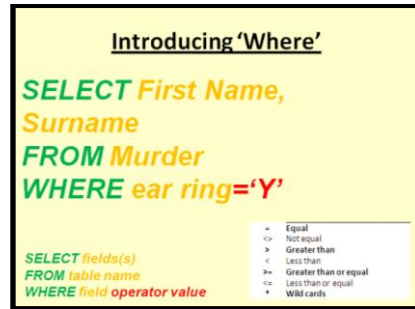 Introducing ‘Where’
SELECT First Name,
Surname
FROM Murder
WHERE ear ring=‘Y’
SELECT fields(s)
FROM table name
WHERE field operator value
= Equal
<> Not equal
> Greater than
< Less than
>= Greater than or equal
<= Less than or equal
* Wild cards